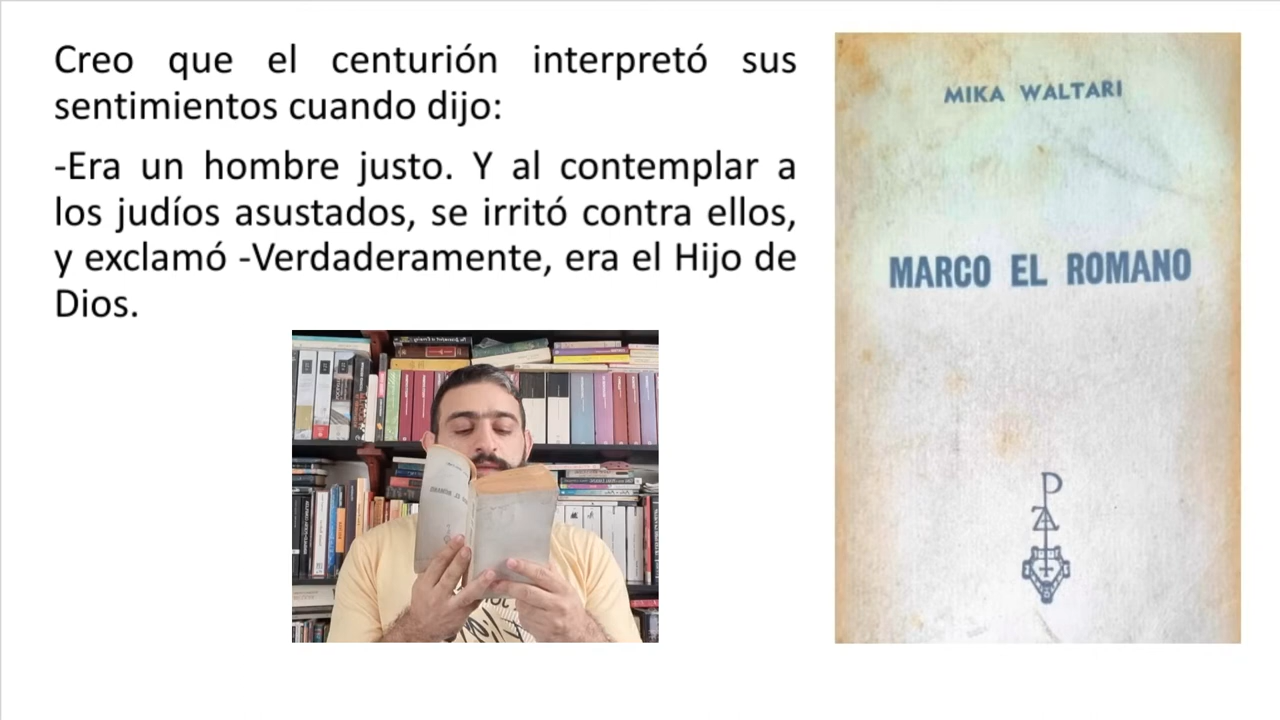 Creo que el centurión interpretó sus
sentimientos cuando dijo:
-Era un hombre justo. Y al contemplar a
los judíos asustados, se irritó contra ellos,
y exclamó -Verdaderamente, era el Hijo de
Dios.
MIKA WALTARI
MARCO EL ROMANO